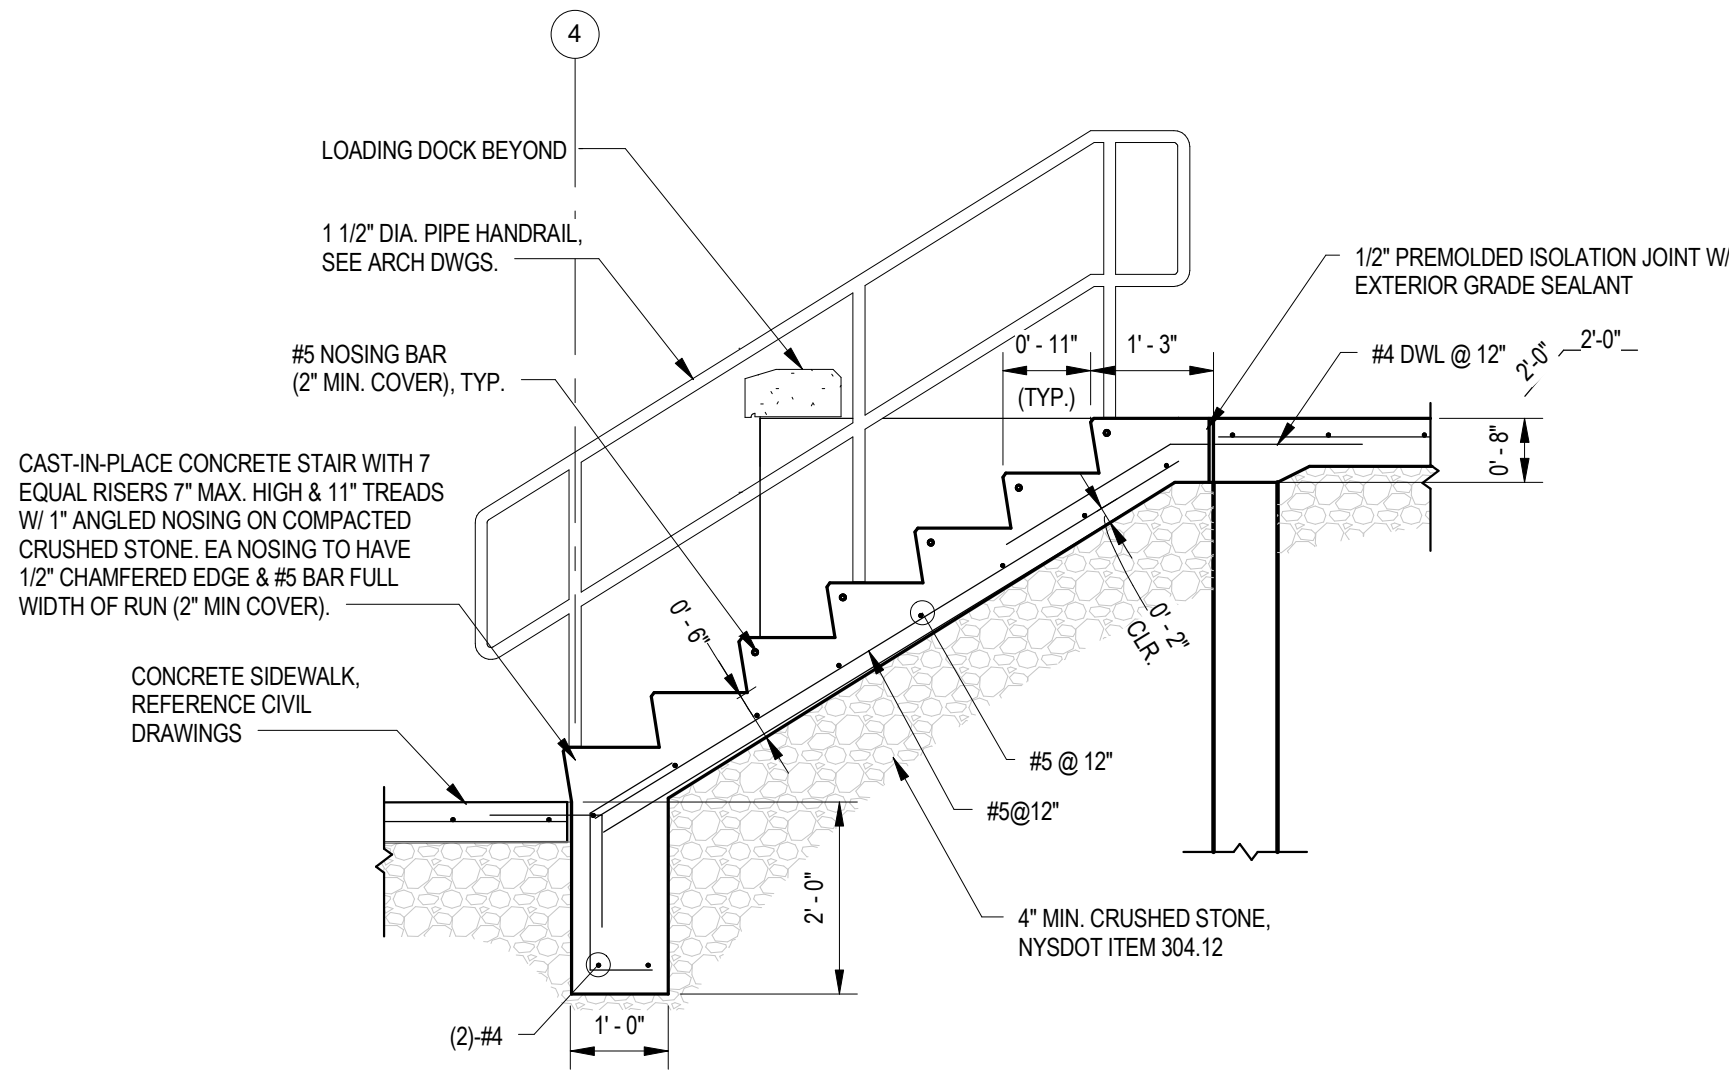 4
LOADING DOCK BEYOND
1 1/2" DIA. PIPE HANDRAIL,
SEE ARCH DWGS.
#5 NOSING BAR
(2" MIN. COVER), TYP.
CAST-IN-PLACE CONCRETE STAIR WITH 7
EQUAL RISERS 7" MAX. HIGH & 11" TREADS
W/ 1" ANGLED NOSING ON COMPACTED
CRUSHED STONE. EA NOSING TO HAVE
1/2" CHAMFERED EDGE & #5 BAR FULL
WIDTH OF RUN (2" MIN COVER).
CONCRETE SIDEWALK,
REFERENCE CIVIL
DRAWINGS
(2)-#4
1' - 0"
2' - 0"
0' - 6"
0' - 11"
(TYP.)
1' - 3"
1/2" PREMOLDED ISOLATION JOINT W/
EXTERIOR GRADE SEALANT
#4 DWL @ 12"
2'-0"
2'-0"
0' - 8"
0' - 2"
CLR.
#5 @ 12"
#5@12"
4" MIN. CRUSHED STONE,
NYSDOT ITEM 304.12